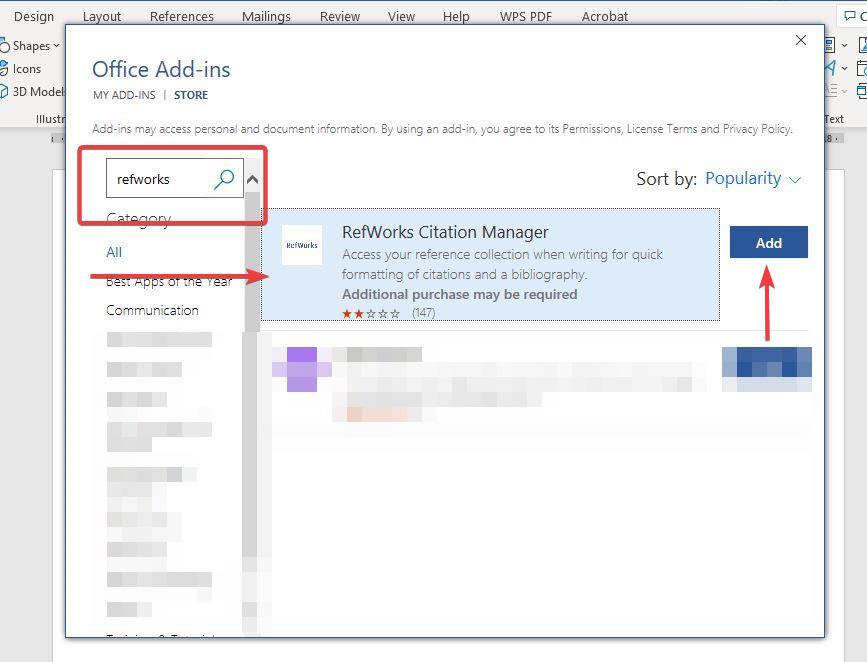 Design Layout References Mailings Review View Help WPS PDF Acrobat
Shapes
Icons
3D Model
Illustr
Text
Office Add-ins
MY ADD-INS | STORE
Add-ins may access personal and document information. By using an add-in, you agree to its Permissions, License Terms and Privacy Policy.
refworks
Sort by: Popularity
Category
All
Best Apps of the Year
Communication
RefWorks
RefWorks Citation Manager
Access your reference collection when writing for quick
formatting of citations and a bibliography.
Additional purchase may be required
(147)
Add